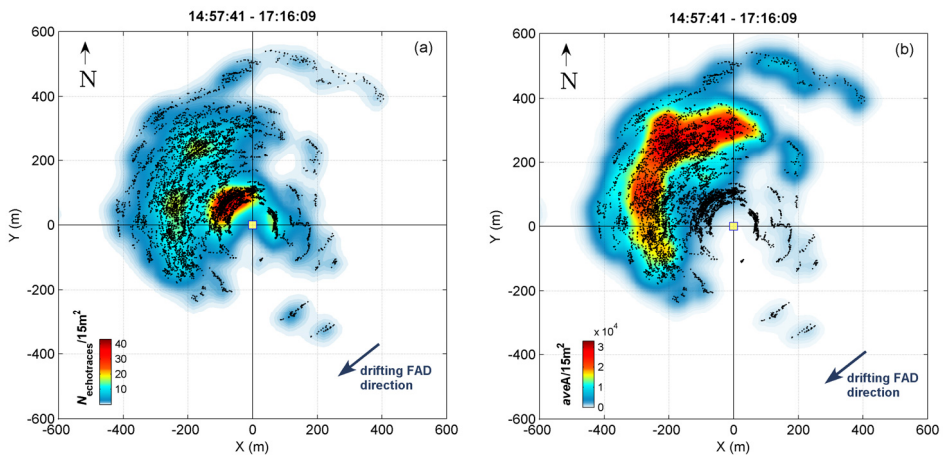 14:57:41 - 17:16:09
(a)
N
600
400
200
0
-200
-400
-600
Y (m)
-600 -400 -200 0 200 400 600
X (m)
N_echotraces/15m²
40
30
20
10
drifting FAD
direction
14:57:41 - 17:16:09
(b)
N
600
400
200
0
-200
-400
-600
Y (m)
-600 -400 -200 0 200 400 600
X (m)
aveA/15m²
x 10⁴
3
2
1
0
drifting FAD
direction